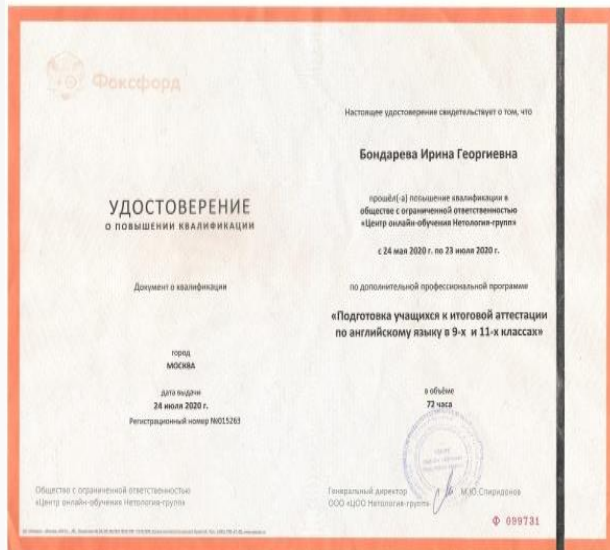 Фоксфорд
УДОСТОВЕРЕНИЕ
О ПОВЫШЕНИИ КВАЛИФИКАЦИИ
Документ о квалификации
город
МОСКВА
дата выдачи
24 июля 2020 г.
Регистрационный номер №015263
Общество с ограниченной ответственностью
«Центр онлайн-обучения Нетология-групп»
Настоящее удостоверение свидетельствует о том, что
Бондарева Ирина Георгиевна
прошёл(-а) повышение квалификации в
обществе с ограниченной ответственностью
«Центр онлайн-обучения Нетология-групп»
с 24 мая 2020 г. по 23 июля 2020 г.
по дополнительной профессиональной программе
«Подготовка учащихся к итоговой аттестации
по английскому языку в 9-х и 11-х классах»
в объёме
72 часа
Генеральный директор М.Ю.Спиридонов
ООО «ЦОО Нетология-групп»
Ф 099731